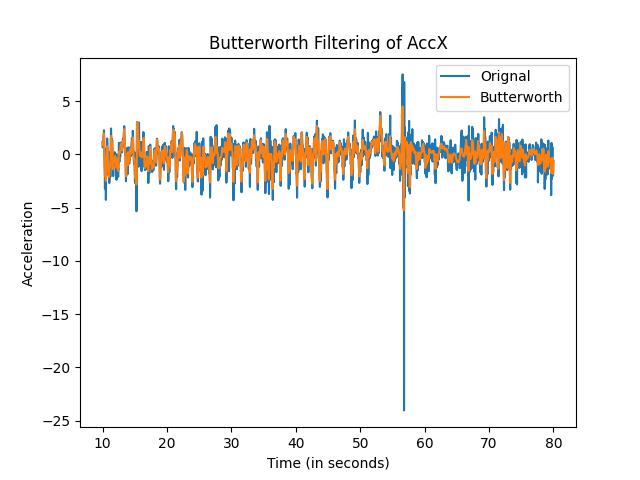 Butterworth Filtering of AccX
Orignal
Butterworth
5
0
−5
−10
−15
−20
−25
Acceleration
10 20 30 40 50 60 70 80
Time (in seconds)